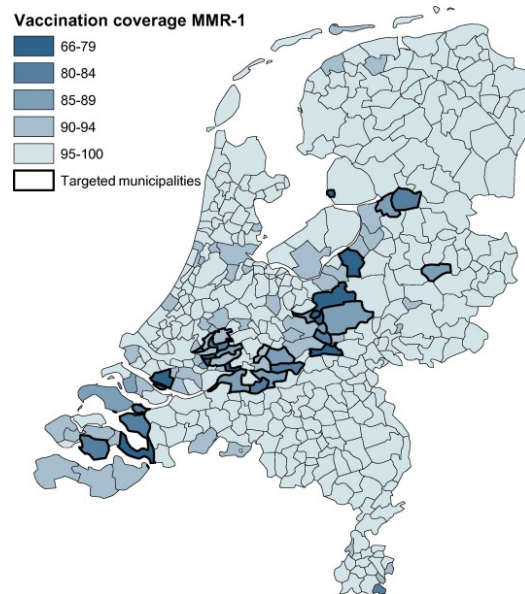 Vaccination coverage MMR-1
66-79
80-84
85-89
90-94
95-100
Targeted municipalities